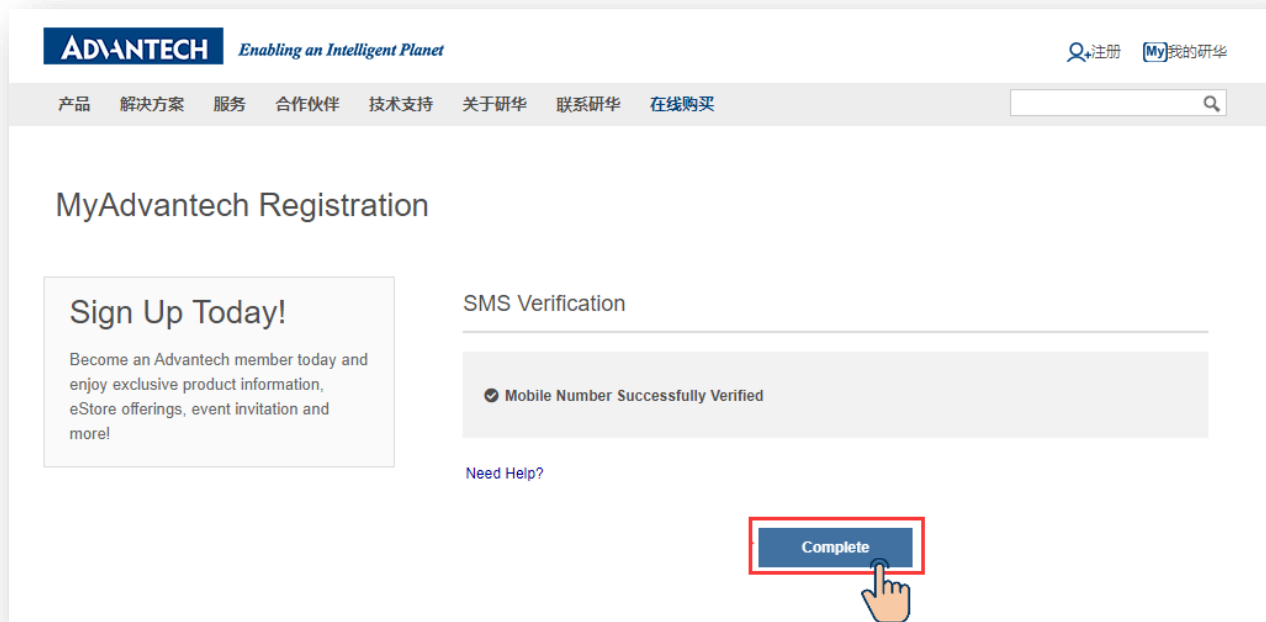 ADVANTECH Enabling an Intelligent Planet
注册 My 我的研华
产品 解决方案 服务 合作伙伴 技术支持 关于研华 联系研华 在线购买
MyAdvantech Registration
Sign Up Today!
Become an Advantech member today and
enjoy exclusive product information,
eStore offerings, event invitation and
more!
SMS Verification
Mobile Number Successfully Verified
Need Help?
Complete